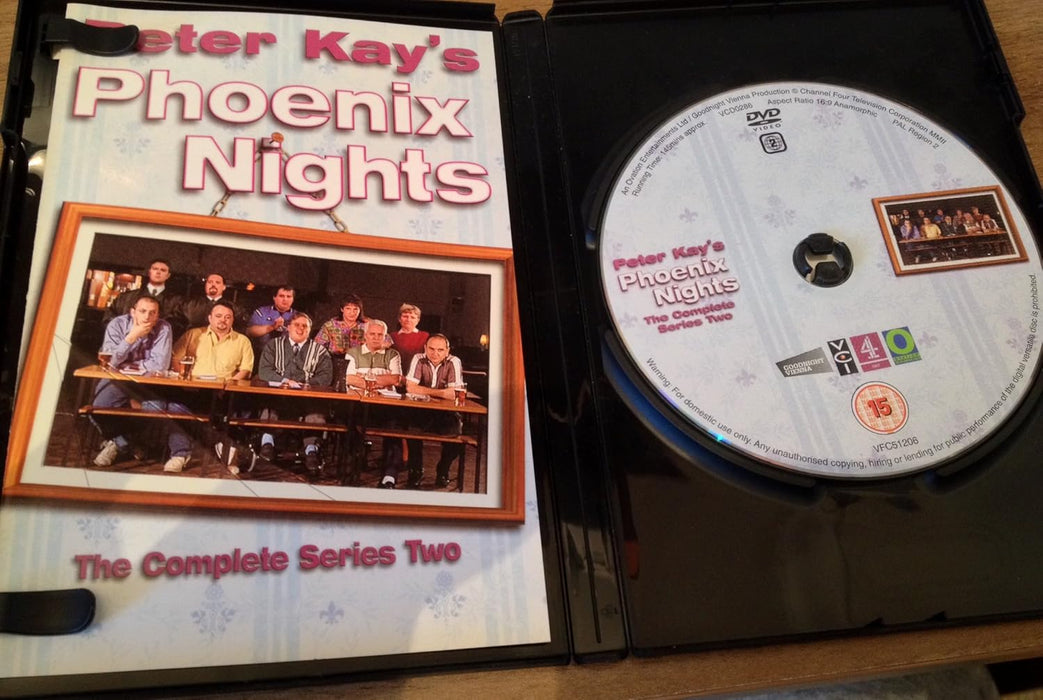 Peter Kay's
Phoenix
Nights
The Complete Series Two
An Ovation Entertainments Ltd / Goodnight Vienna Production © Channel Four Television Corporation MMII
Running Time: 140mins approx
VCD0286
Aspect Ratio 16:9 Anamorphic
PAL Region 2
DVD
VIDEO
2
Peter Kay's
Phoenix
Nights
The Complete
Series Two
GOODNIGHT
VIENNA
VCI
4
15
VFC51206
Warning: For domestic use only. Any unauthorised copying, hiring or lending for public performance of the digital versatile disc is prohibited.